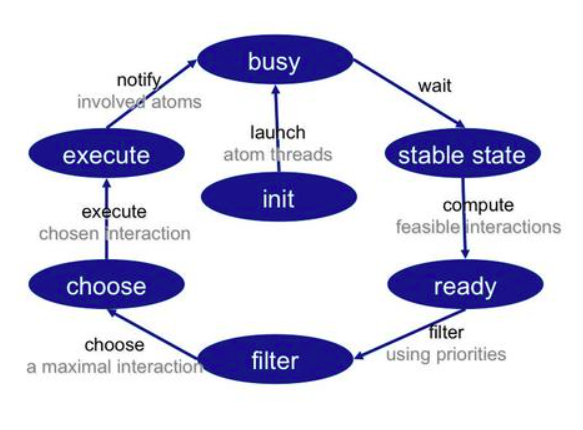 busy
notify
involved atoms
wait
launch
atom threads
execute
stable state
init
execute
chosen interaction
compute
feasible interactions
choose
ready
choose
a maximal interaction
filter
filter
using priorities